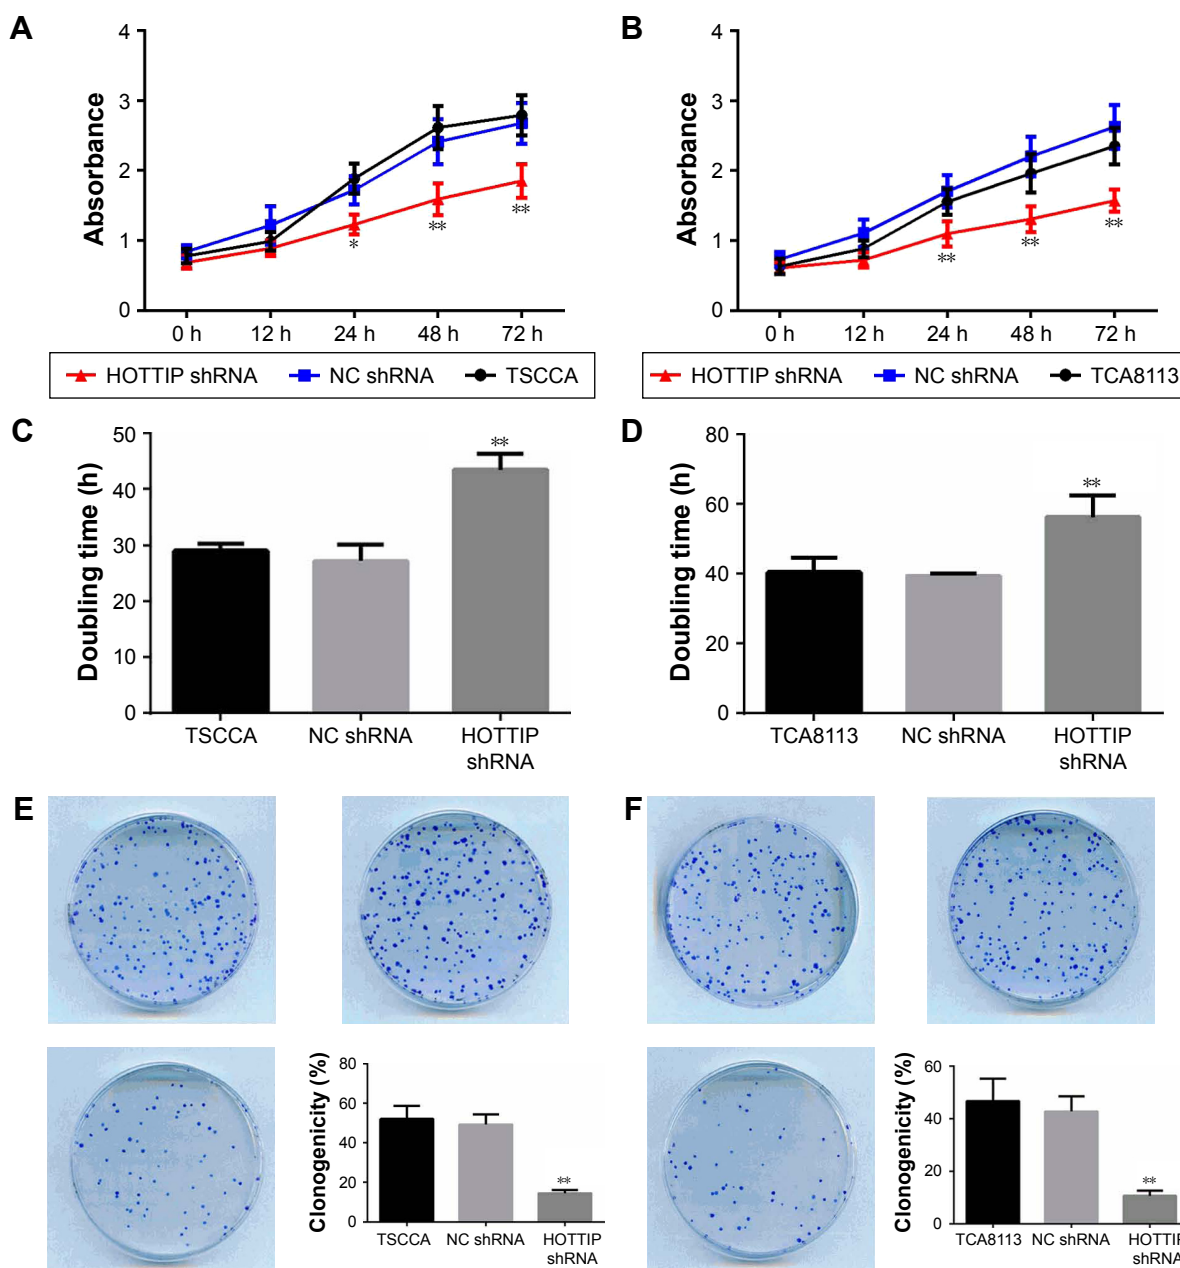 A
Absorbance
4
3
2
1
0
*
**
**
0 h 12 h 24 h 48 h 72 h
HOTTIP shRNA NC shRNA TSCCA
B
Absorbance
4
3
2
1
0
**
**
**
0 h 12 h 24 h 48 h 72 h
HOTTIP shRNA NC shRNA TCA8113
C
Doubling time (h)
50
40
30
20
10
0
**
TSCCA NC shRNA HOTTIP
shRNA
D
Doubling time (h)
80
60
40
20
0
**
TCA8113 NC shRNA HOTTIP
shRNA
E
Clonogenicity (%)
80
60
40
20
0
**
TSCCA NC shRNA HOTTIP
shRNA
F
Clonogenicity (%)
60
40
20
0
**
TCA8113 NC shRNA HOTTIP
shRNA